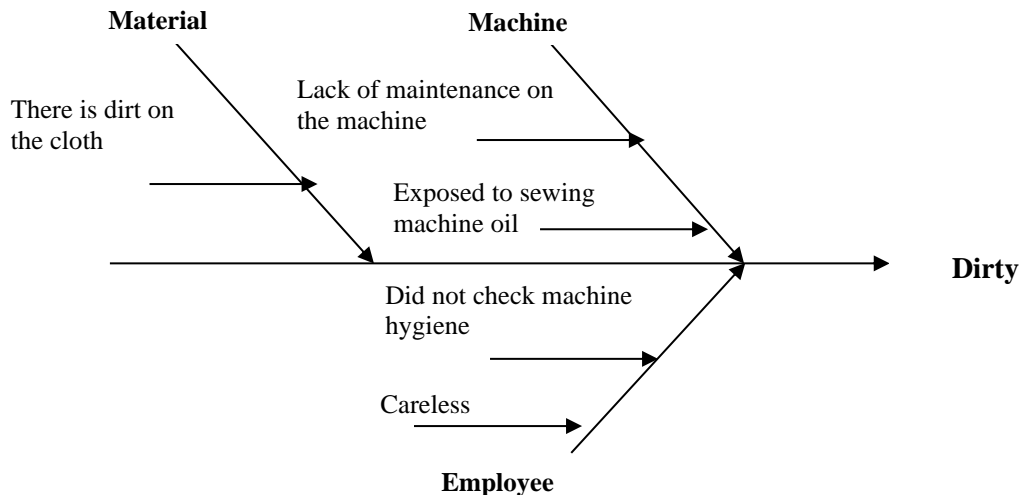 Material
Machine
There is dirt on
the cloth
Lack of maintenance on
the machine
Exposed to sewing
machine oil
Dirty
Did not check machine
hygiene
Careless
Employee